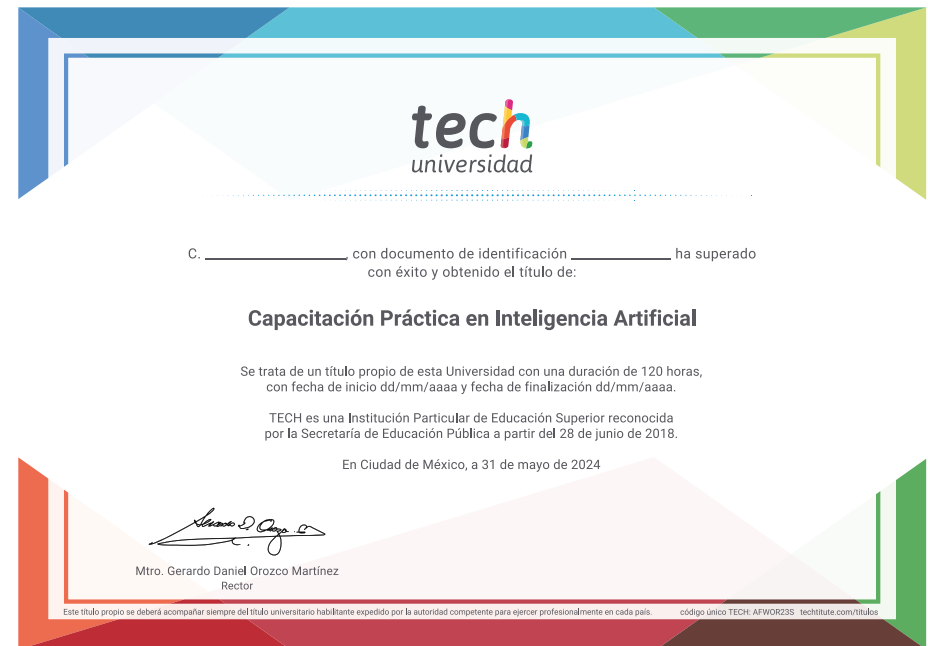 tech
universidad
C. ____________, con documento de identificación ____________ ha superado
con éxito y obtenido el título de:
Capacitación Práctica en Inteligencia Artificial
Se trata de un título propio de esta Universidad con una duración de 120 horas,
con fecha de inicio dd/mm/aaaa y fecha de finalización dd/mm/aaaa.
TECH es una Institución Particular de Educación Superior reconocida
por la Secretaría de Educación Pública a partir del 28 de junio de 2018.
En Ciudad de México, a 31 de mayo de 2024
Mtro. Gerardo Daniel Orozco Martínez
Rector
Este título propio se deberá acompañar siempre del título universitario habilitante expedido por la autoridad competente para ejercer profesionalmente en cada país. código único TECH: AFWOR23S techtitute.com/titulos